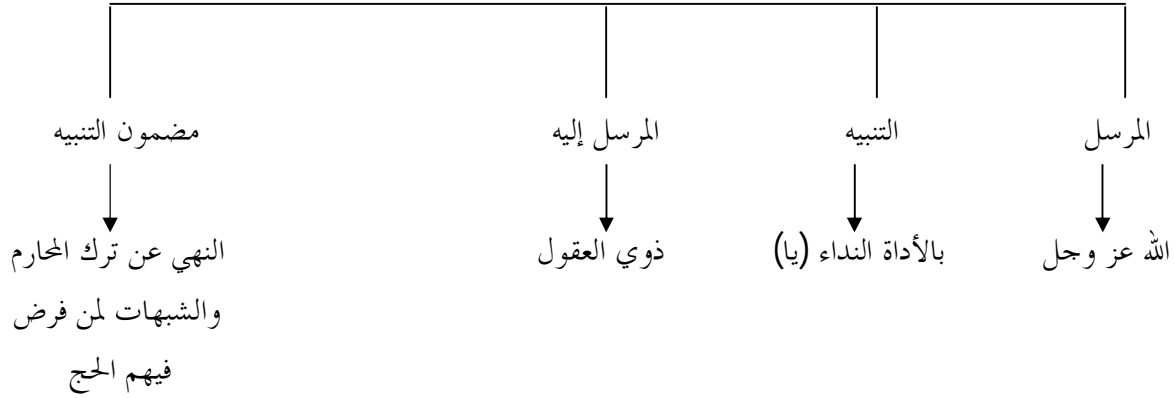 المرسل
التنبيه
المرسل إليه
مضمون التنبيه
الله عز وجل
بالأداة النداء (يا)
ذوي العقول
النهي عن ترك المحارم
والشبهات لمن فرض
فيهم الحج